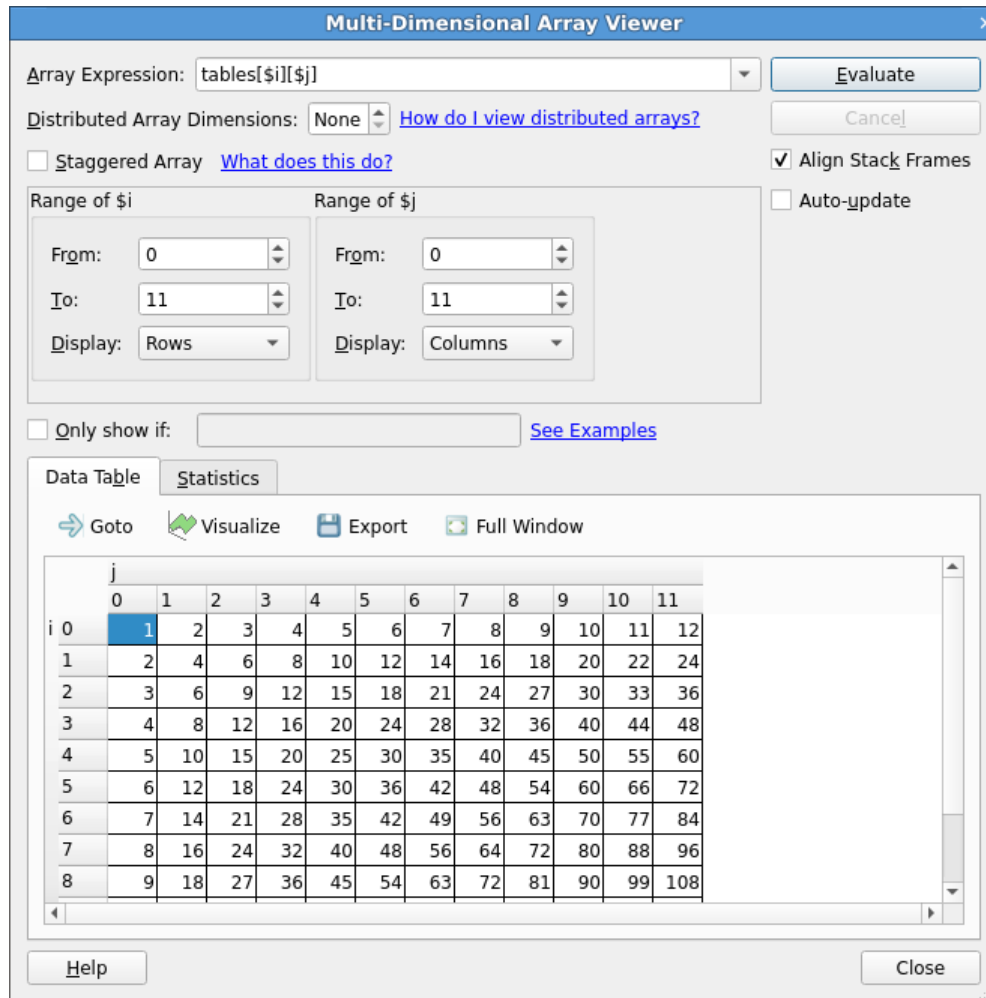 Multi-Dimensional Array Viewer
Array Expression: tables[$i][$j] Evaluate
Distributed Array Dimensions: None How do I view distributed arrays? Cancel
Staggered Array What does this do? Align Stack Frames
Range of $i Range of $j Auto-update
From: 0 From: 0
To: 11 To: 11
Display: Rows Display: Columns
Only show if: See Examples
Data Table Statistics
Goto Visualize Export Full Window
j
0 1 2 3 4 5 6 7 8 9 10 11
i 0 1 2 3 4 5 6 7 8 9 10 11 12
1 2 4 6 8 10 12 14 16 18 20 22 24
2 3 6 9 12 15 18 21 24 27 30 33 36
3 4 8 12 16 20 24 28 32 36 40 44 48
4 5 10 15 20 25 30 35 40 45 50 55 60
5 6 12 18 24 30 36 42 48 54 60 66 72
6 7 14 21 28 35 42 49 56 63 70 77 84
7 8 16 24 32 40 48 56 64 72 80 88 96
8 9 18 27 36 45 54 63 72 81 90 99 108
Help Close